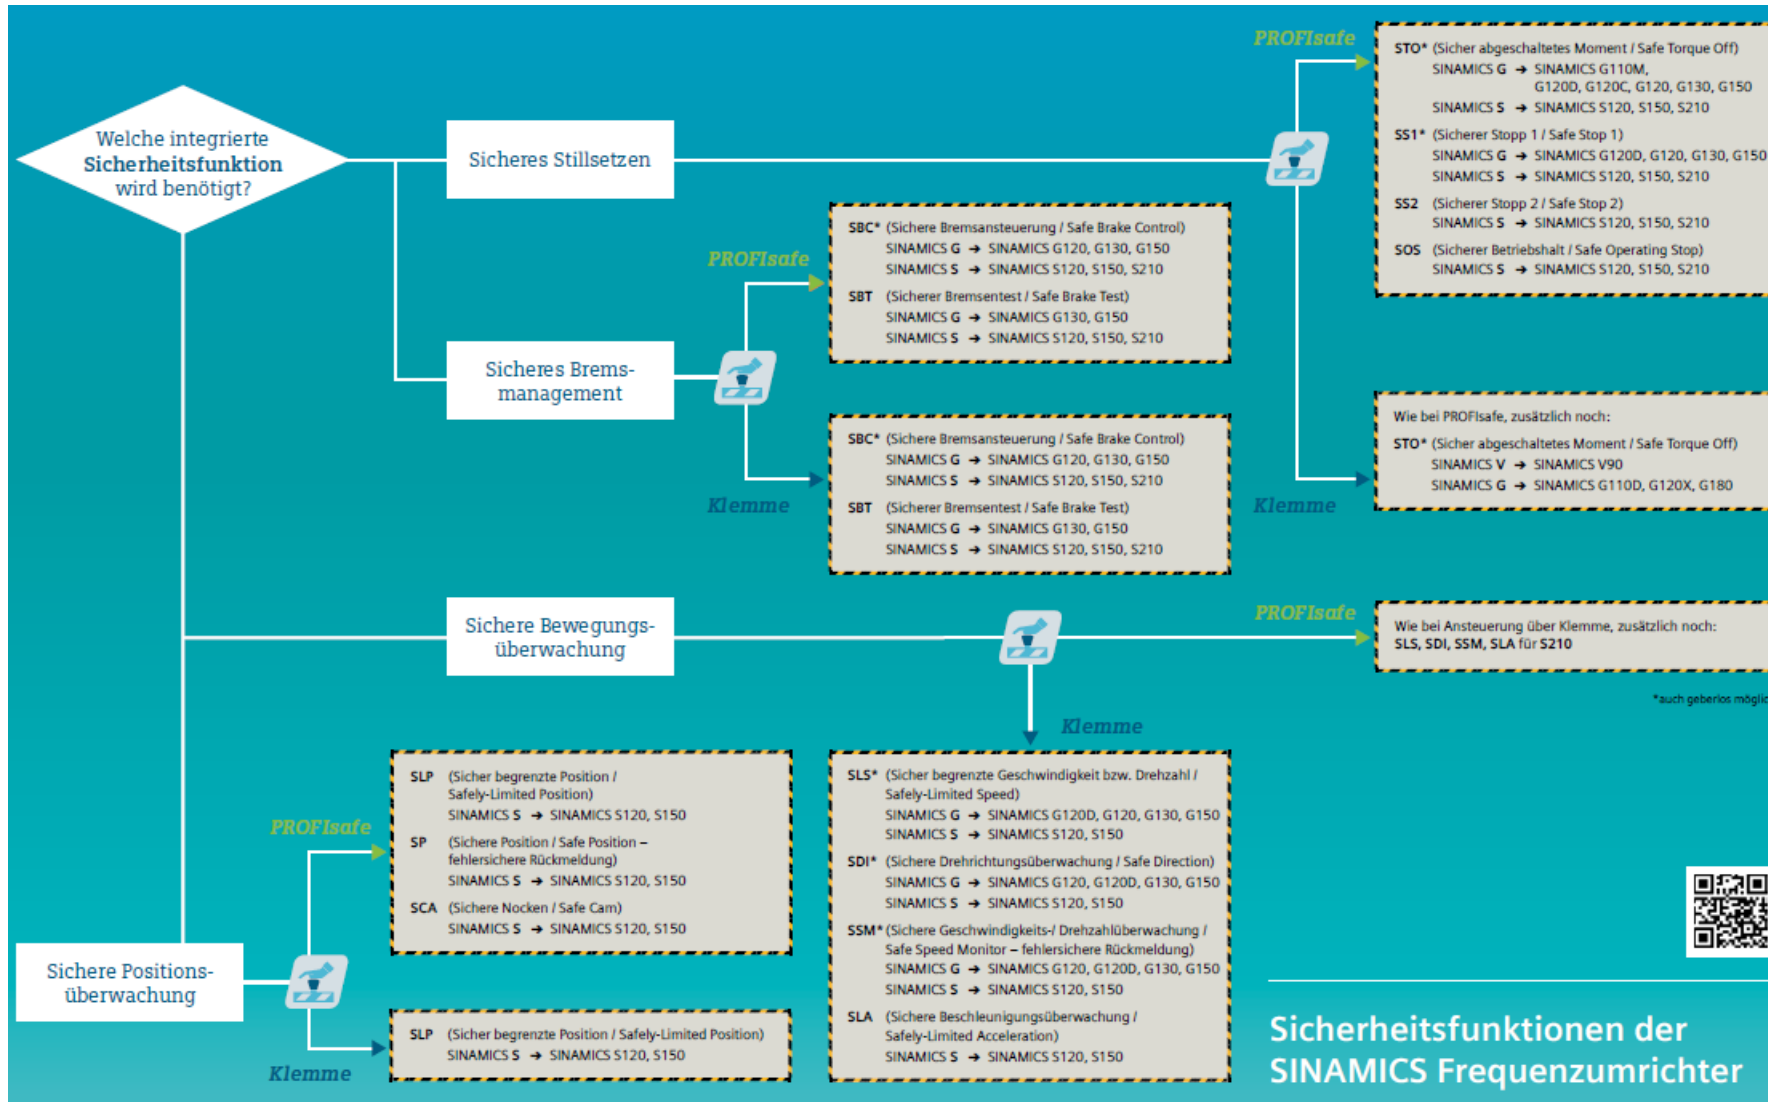 Welche integrierte
Sicherheitsfunktion
wird benötigt?
Sicheres Stillsetzen
PROFIsafe
STO* (Sicher abgeschaltetes Moment / Safe Torque Off)
SINAMICS G → SINAMICS G110M,
G120D, G120C, G120, G130, G150
SINAMICS S → SINAMICS S120, S150, S210
SS1* (Sicherer Stopp 1 / Safe Stop 1)
SINAMICS G → SINAMICS G120D, G120, G130, G150
SINAMICS S → SINAMICS S120, S150, S210
SS2 (Sicherer Stopp 2 / Safe Stop 2)
SINAMICS S → SINAMICS S120, S150, S210
SOS (Sicherer Betriebshalt / Safe Operating Stop)
SINAMICS S → SINAMICS S120, S150, S210
Klemme
Wie bei PROFIsafe, zusätzlich noch:
STO* (Sicher abgeschaltetes Moment / Safe Torque Off)
SINAMICS V → SINAMICS V90
SINAMICS G → SINAMICS G110D, G120X, G180
Sicheres Brems-
management
PROFIsafe
SBC* (Sichere Bremsansteuerung / Safe Brake Control)
SINAMICS G → SINAMICS G120, G130, G150
SINAMICS S → SINAMICS S120, S150, S210
SBT (Sicherer Bremsentest / Safe Brake Test)
SINAMICS G → SINAMICS G130, G150
SINAMICS S → SINAMICS S120, S150, S210
Klemme
SBC* (Sichere Bremsansteuerung / Safe Brake Control)
SINAMICS G → SINAMICS G120, G130, G150
SINAMICS S → SINAMICS S120, S150, S210
SBT (Sicherer Bremsentest / Safe Brake Test)
SINAMICS G → SINAMICS G130, G150
SINAMICS S → SINAMICS S120, S150, S210
Sichere Bewegungs-
überwachung
PROFIsafe
Wie bei Ansteuerung über Klemme, zusätzlich noch:
SLS, SDI, SSM, SLA für S210
*auch geberlos möglic
Klemme
SLS* (Sicher begrenzte Geschwindigkeit bzw. Drehzahl /
Safely-Limited Speed)
SINAMICS G → SINAMICS G120D, G120, G130, G150
SINAMICS S → SINAMICS S120, S150
SDI* (Sichere Drehrichtungsüberwachung / Safe Direction)
SINAMICS G → SINAMICS G120, G120D, G130, G150
SINAMICS S → SINAMICS S120, S150
SSM* (Sichere Geschwindigkeits-/ Drehzahlüberwachung /
Safe Speed Monitor – fehlersichere Rückmeldung)
SINAMICS G → SINAMICS G120, G120D, G130, G150
SINAMICS S → SINAMICS S120, S150
SLA (Sichere Beschleunigungsüberwachung /
Safely-Limited Acceleration)
SINAMICS S → SINAMICS S120, S150
Sichere Positions-
überwachung
PROFIsafe
SLP (Sicher begrenzte Position /
Safely-Limited Position)
SINAMICS S → SINAMICS S120, S150
SP (Sichere Position / Safe Position –
fehlersichere Rückmeldung)
SINAMICS S → SINAMICS S120, S150
SCA (Sichere Nocken / Safe Cam)
SINAMICS S → SINAMICS S120, S150
Klemme
SLP (Sicher begrenzte Position / Safely-Limited Position)
SINAMICS S → SINAMICS S120, S150
Sicherheitsfunktionen der
SINAMICS Frequenzumrichter